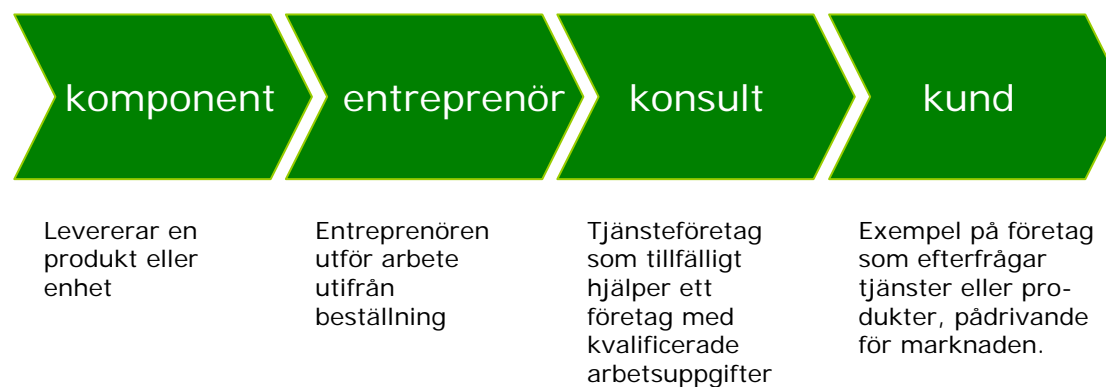 komponent
entreprenör
konsult
kund
Levererar en
produkt eller
enhet
Entreprenören
utför arbete
utifrån
beställning
Tjänsteföretag
som tillfälligt
hjälper ett
företag med
kvalificerade
arbetsuppgifter
Exempel på företag
som efterfrågar
tjänster eller pro-
dukter, pådrivande
för marknaden.